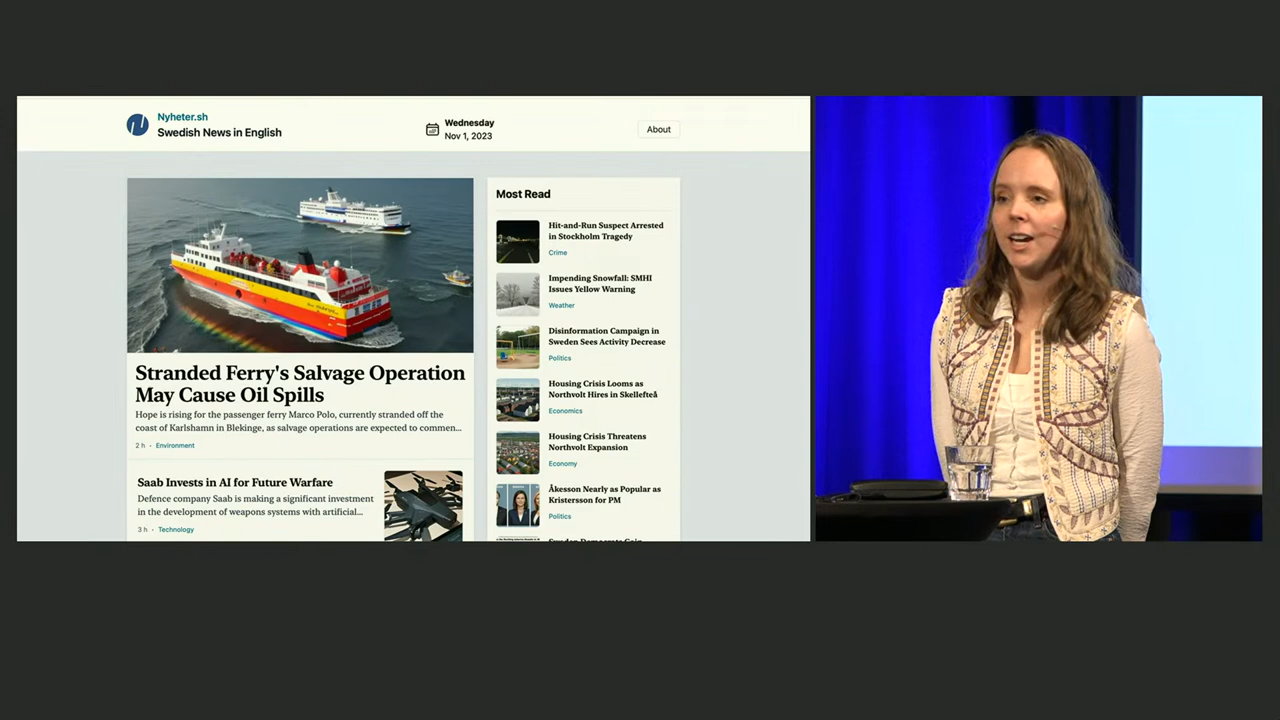 Nyheter.sh
Swedish News in English
Wednesday
Nov 1, 2023
About
Stranded Ferry's Salvage Operation
May Cause Oil Spills
Hope is rising for the passenger ferry Marco Polo, currently stranded off the
coast of Karlshamn in Blekinge, as salvage operations are expected to commen...
2 h · Environment
Saab Invests in AI for Future Warfare
Defence company Saab is making a significant investment
in the development of weapons systems with artificial...
3 h · Technology
Most Read
Hit-and-Run Suspect Arrested
in Stockholm Tragedy
Crime
Impending Snowfall: SMHI
Issues Yellow Warning
Weather
Disinformation Campaign in
Sweden Sees Activity Decrease
Politics
Housing Crisis Looms as
Northvolt Hires in Skellefteå
Economics
Housing Crisis Threatens
Northvolt Expansion
Economy
Åkesson Nearly as Popular as
Kristersson for PM
Politics
Sweden Democrats Gain